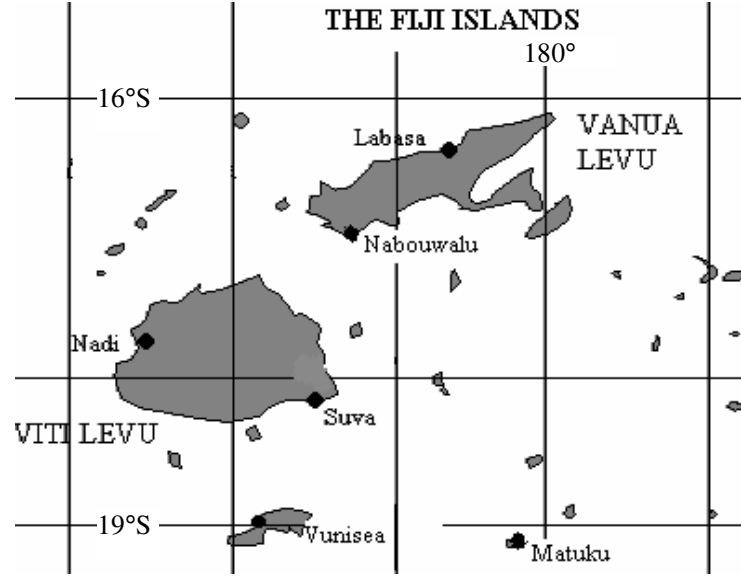 THE FIJI ISLANDS
180°
16°S
Labasa
VANUA
LEVU
Nabouwalu
Nadi
Suva
VITI LEVU
19°S
Vunisea
Matuku